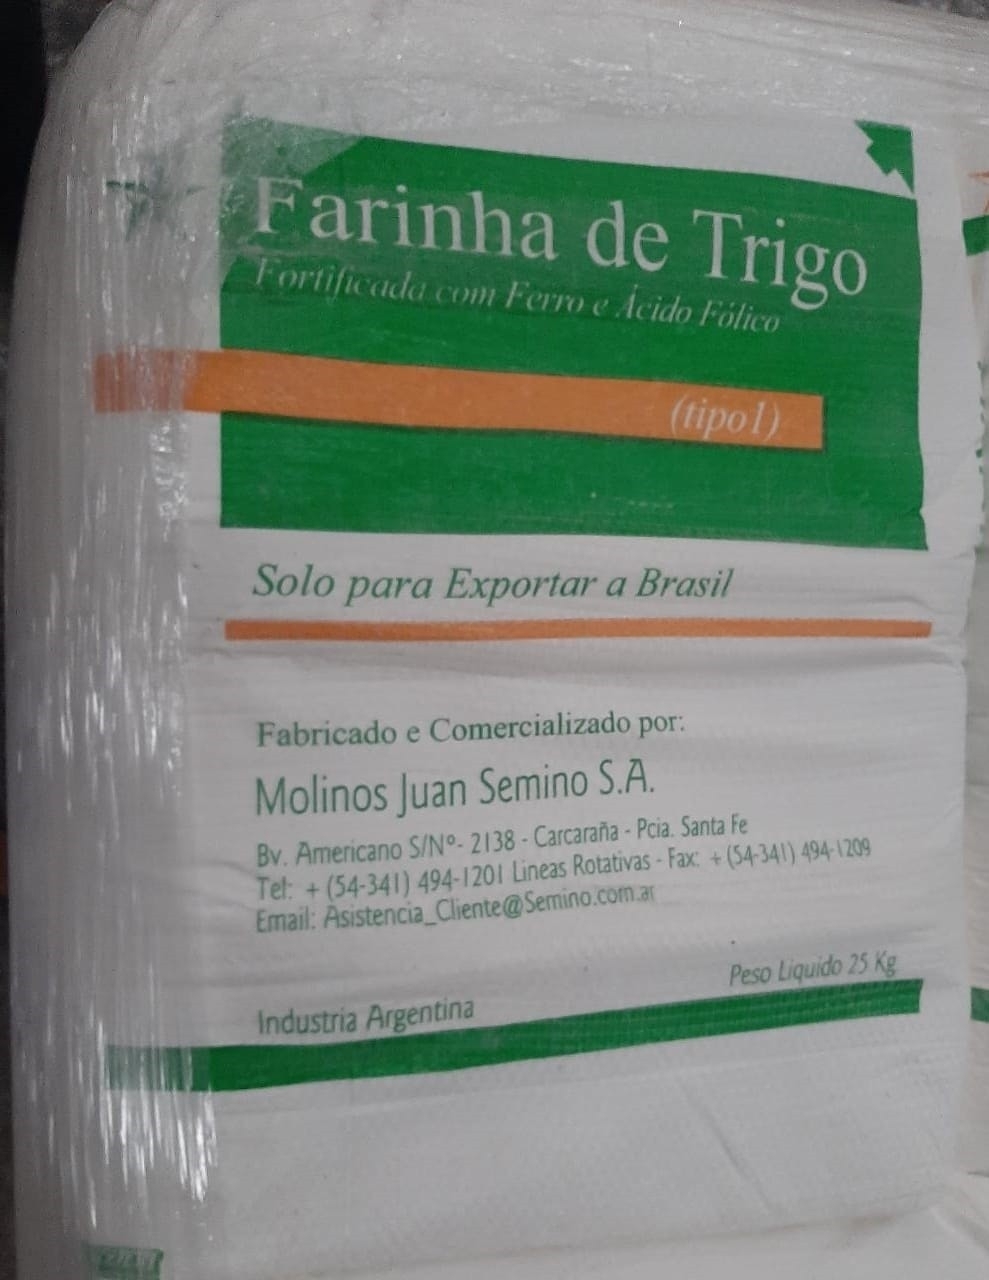 Farinha de Trigo
Fortificada com Ferro e Ácido Fólico
(tipo1)
Solo para Exportar a Brasil
Fabricado e Comercializado por:
Molinos Juan Semino S.A.
Bv. Americano S/Nº- 2138 - Carcaraña - Pcia. Santa Fe
Tel: + (54-341) 494-1201 Lineas Rotativas - Fax: + (54-341) 494-1209
Email: Asistencia_Cliente@Semino.com.ar
Peso Liquido 25 Kg
Industria Argentina